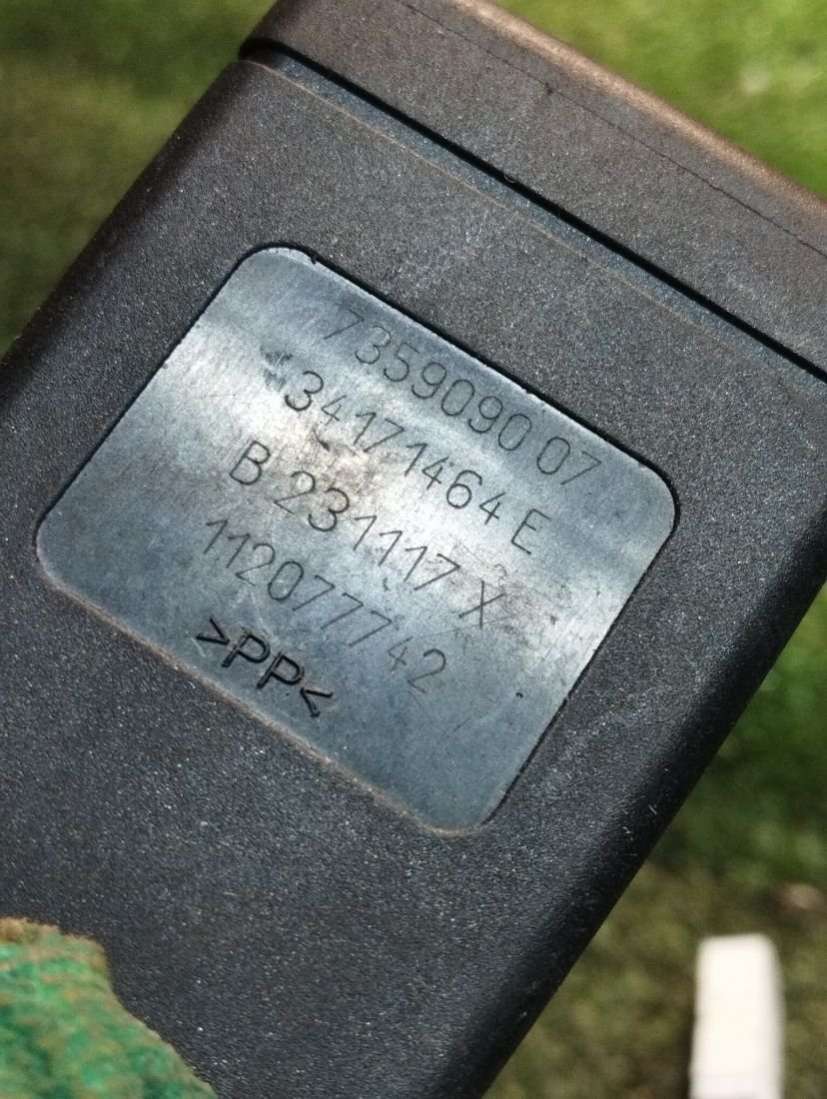 7359090 07
34171464 E
B 231117 X
112077742
>PP<